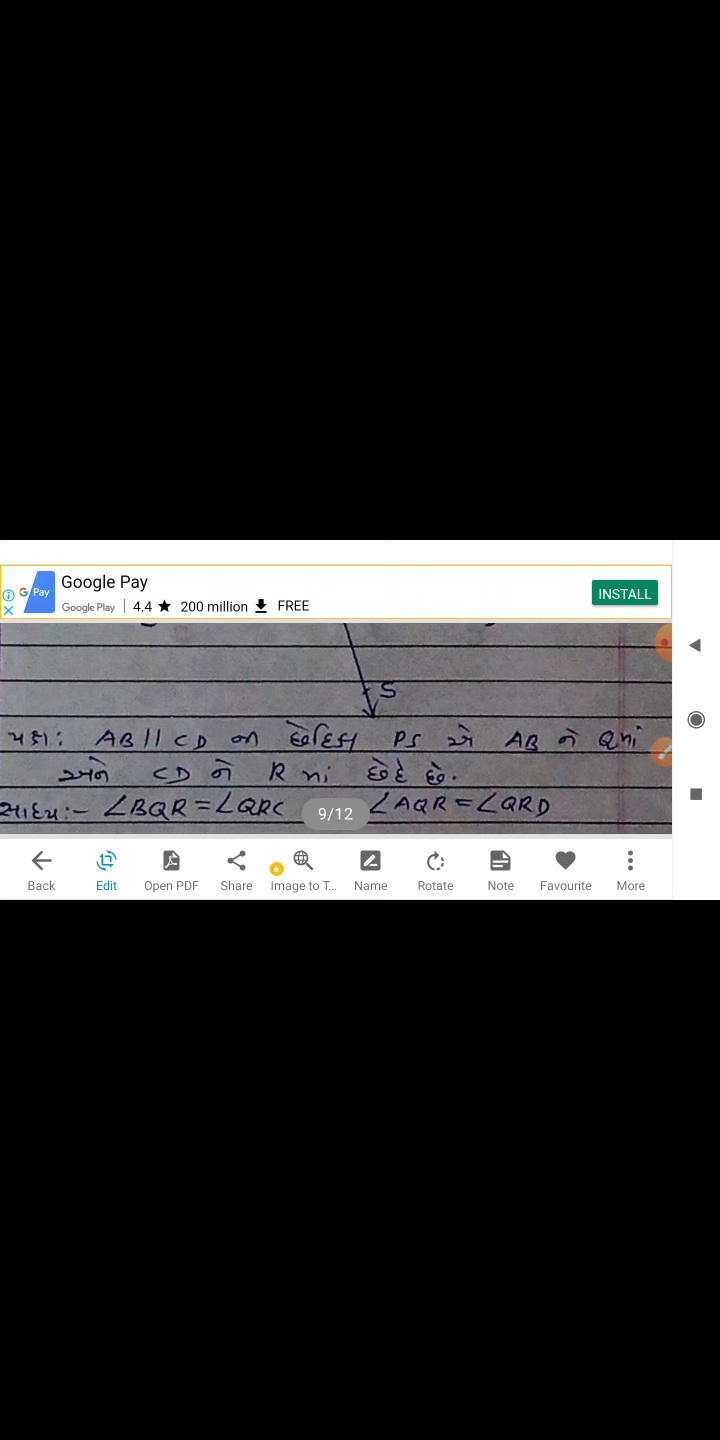 Google Pay
G Pay
Google Play 4.4 ★ 200 million FREE
INSTALL
S
પક્ષ: AB || CD ની છેદિકા PS એ AB ને Q માં
અને CD ને R માં છેદે છે.
સાધ્ય:- ∠BQR = ∠QRC ∠AQR = ∠QRD
9/12
Back Edit Open PDF Share Image to T... Name Rotate Note Favourite More